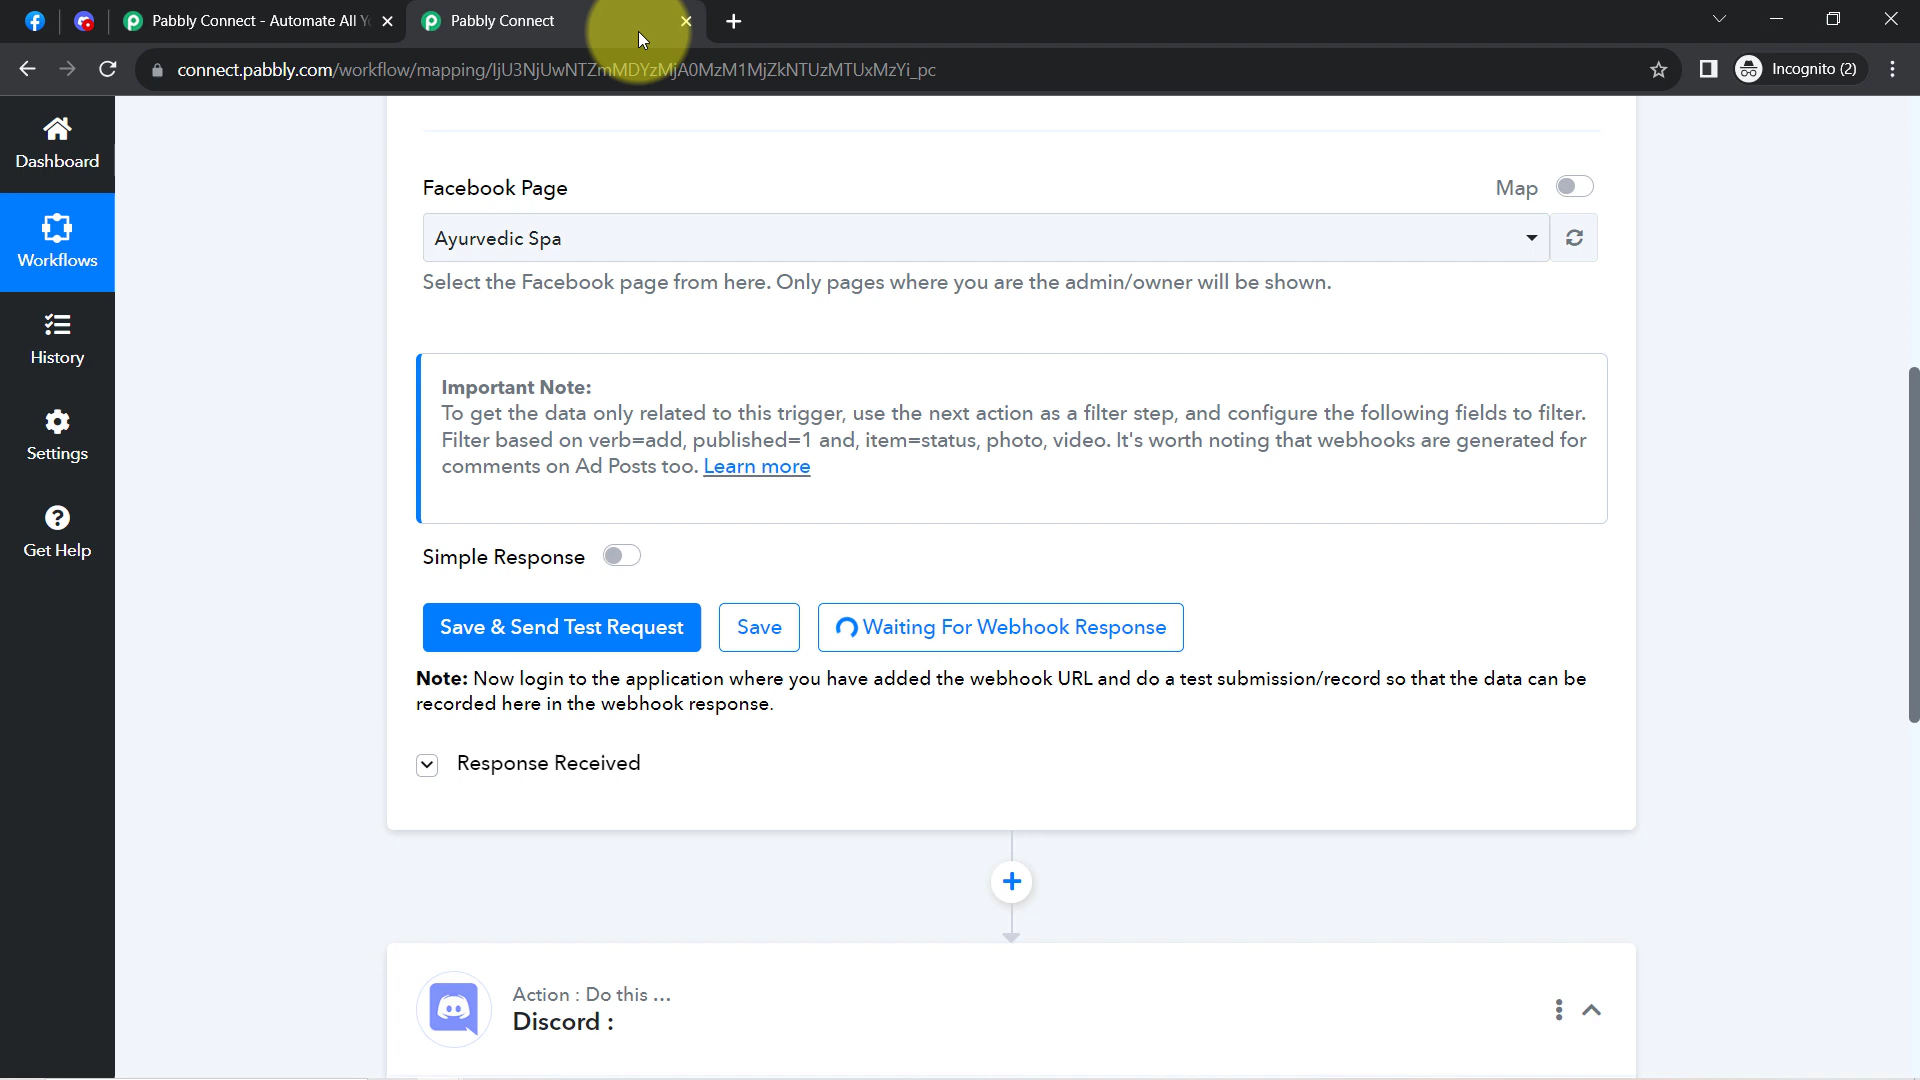 Pabbly Connect - Automate All Y
Pabbly Connect
connect.pabbly.com/workflow/mapping/IjU3NjUwNTZmMDYzMjA0MzM1MjZkNTUzMTUxMzYi_pc
Incognito (2)
Dashboard
Workflows
History
Settings
Get Help
Facebook Page
Map
Ayurvedic Spa
Select the Facebook page from here. Only pages where you are the admin/owner will be shown.
Important Note:
To get the data only related to this trigger, use the next action as a filter step, and configure the following fields to filter.
Filter based on verb=add, published=1 and, item=status, photo, video. It's worth noting that webhooks are generated for
comments on Ad Posts too. Learn more
Simple Response
Save & Send Test Request
Save
Waiting For Webhook Response
Note: Now login to the application where you have added the webhook URL and do a test submission/record so that the data can be
recorded here in the webhook response.
Response Received
Action : Do this ...
Discord :